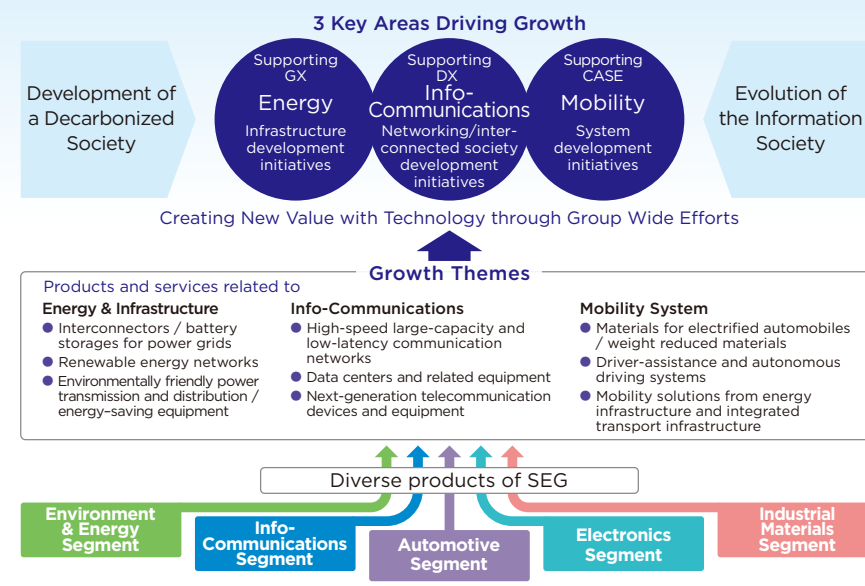 3 Key Areas Driving Growth
Development of
a Decarbonized
Society
Supporting
GX
Energy
Infrastructure
development
initiatives
Supporting
DX
Info-
Communications
Networking/inter-
connected society
development
initiatives
Supporting
CASE
Mobility
System
development
initiatives
Evolution of
the Information
Society
Creating New Value with Technology through Group Wide Efforts
Growth Themes
Products and services related to
Energy & Infrastructure
● Interconnectors / battery
storages for power grids
● Renewable energy networks
● Environmentally friendly power
transmission and distribution /
energy–saving equipment
Info-Communications
● High-speed large-capacity and
low-latency communication
networks
● Data centers and related equipment
● Next-generation telecommunication
devices and equipment
Mobility System
● Materials for electrified automobiles
/ weight reduced materials
● Driver-assistance and autonomous
driving systems
● Mobility solutions from energy
infrastructure and integrated
transport infrastructure
Diverse products of SEG
Environment
& Energy
Segment
Info-
Communications
Segment
Automotive
Segment
Electronics
Segment
Industrial
Materials
Segment